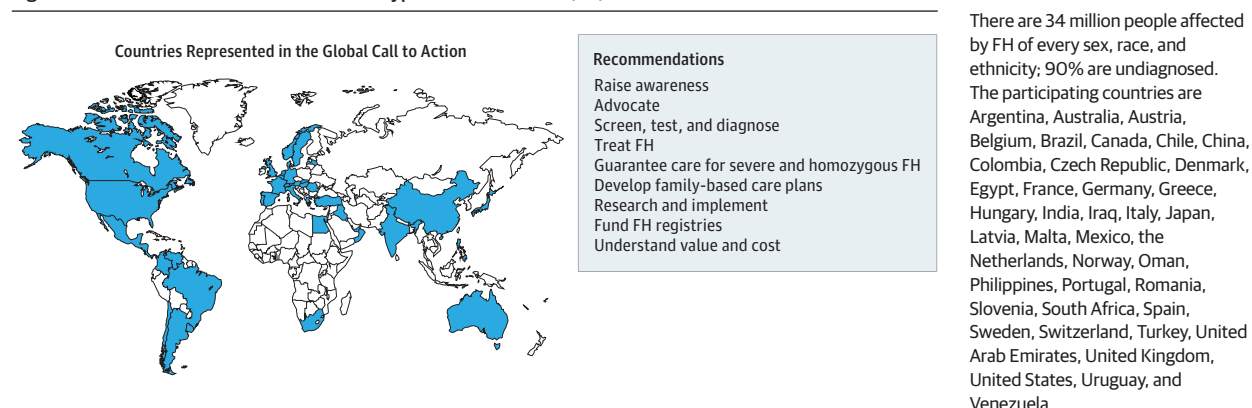 Countries Represented in the Global Call to Action
Recommendations
Raise awareness
Advocate
Screen, test, and diagnose
Treat FH
Guarantee care for severe and homozygous FH
Develop family-based care plans
Research and implement
Fund FH registries
Understand value and cost
There are 34 million people affected
by FH of every sex, race, and
ethnicity; 90% are undiagnosed.
The participating countries are
Argentina, Australia, Austria,
Belgium, Brazil, Canada, Chile, China,
Colombia, Czech Republic, Denmark,
Egypt, France, Germany, Greece,
Hungary, India, Iraq, Italy, Japan,
Latvia, Malta, Mexico, the
Netherlands, Norway, Oman,
Philippines, Portugal, Romania,
Slovenia, South Africa, Spain,
Sweden, Switzerland, Turkey, United
Arab Emirates, United Kingdom,
United States, Uruguay, and
Venezuela